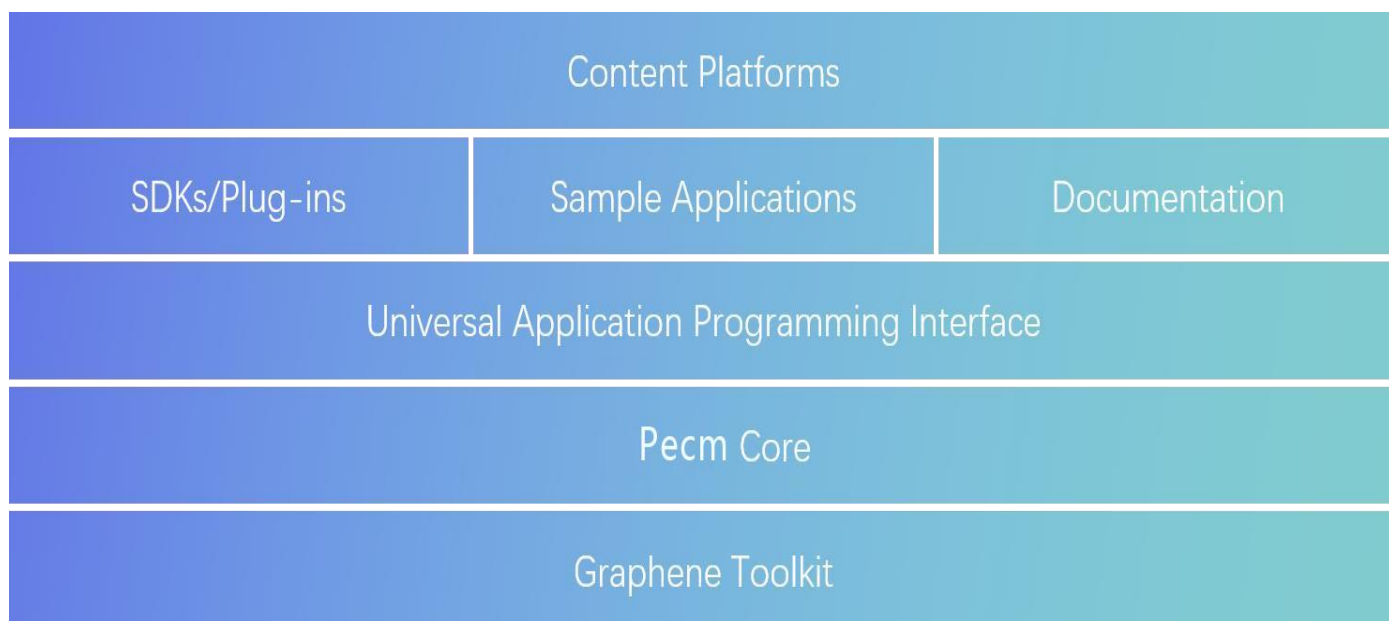 Content Platforms
SDKs/Plug-ins
Sample Applications
Documentation
Universal Application Programming Interface
Pecm Core
Graphene Toolkit